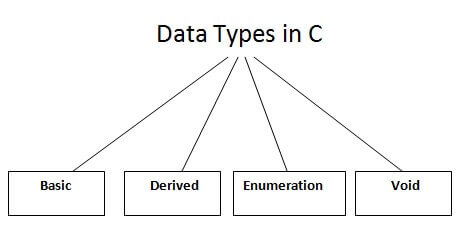 Data Types in C
Basic
Derived
Enumeration
Void